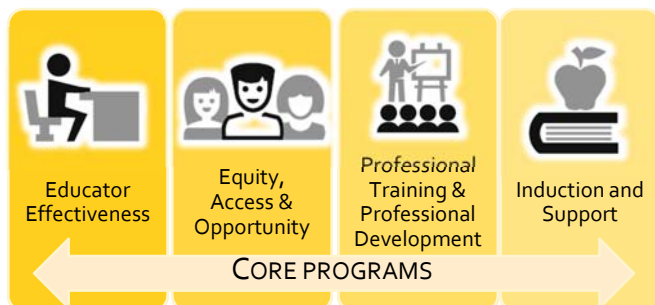 Educator
Effectiveness
Equity,
Access &
Opportunity
Professional
Training &
Professional
Development
Induction and
Support
CORE PROGRAMS